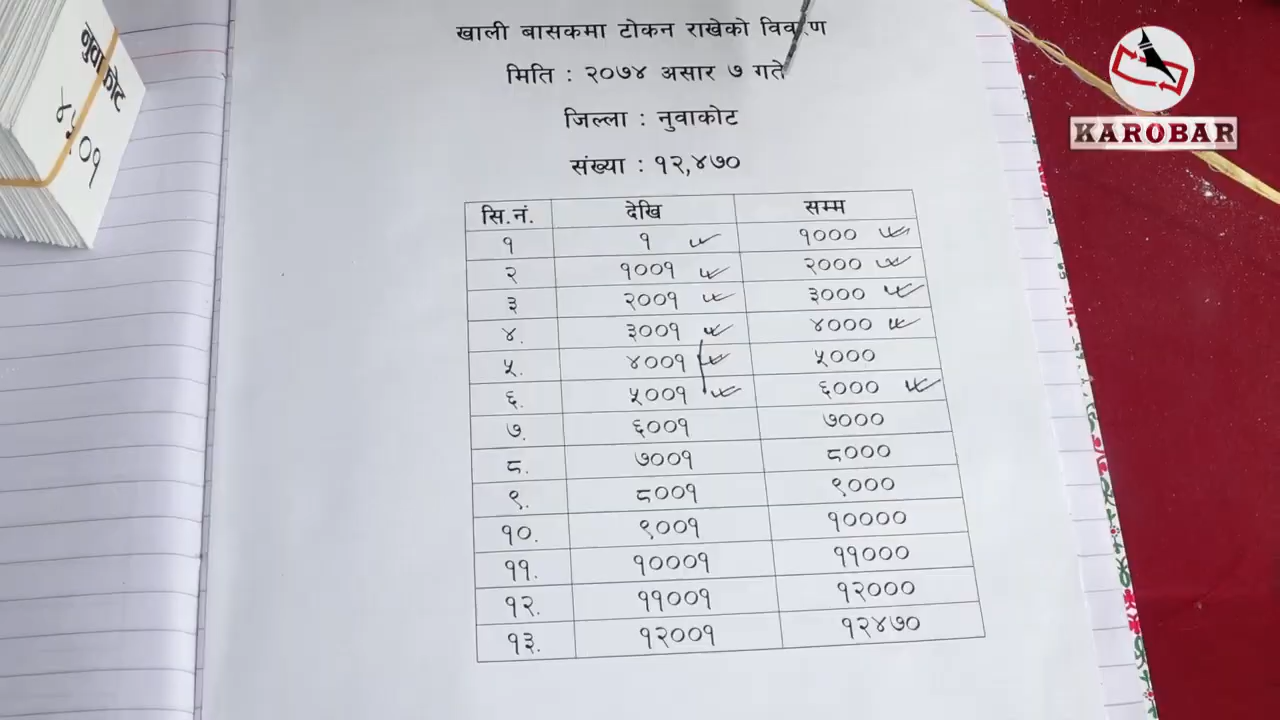 खाली बासकमा टोकन राखेको विवरण
मिति : २०७४ असार ७ गते
जिल्ला : नुवाकोट
संख्या : १२,४७०
सि.नं. देखि सम्म
१ १ १०००
२ १००१ २०००
३ २००१ ३०००
४. ३००१ ४०००
५. ४००१ ५०००
६. ५००१ ६०००
७. ६००१ ७०००
८. ७००१ ८०००
९. ८००१ ९०००
१०. ९००१ १००००
११. १०००१ ११०००
१२. ११००१ १२०००
१३. १२००१ १२४७०
नुवाकोट
KAROBAR